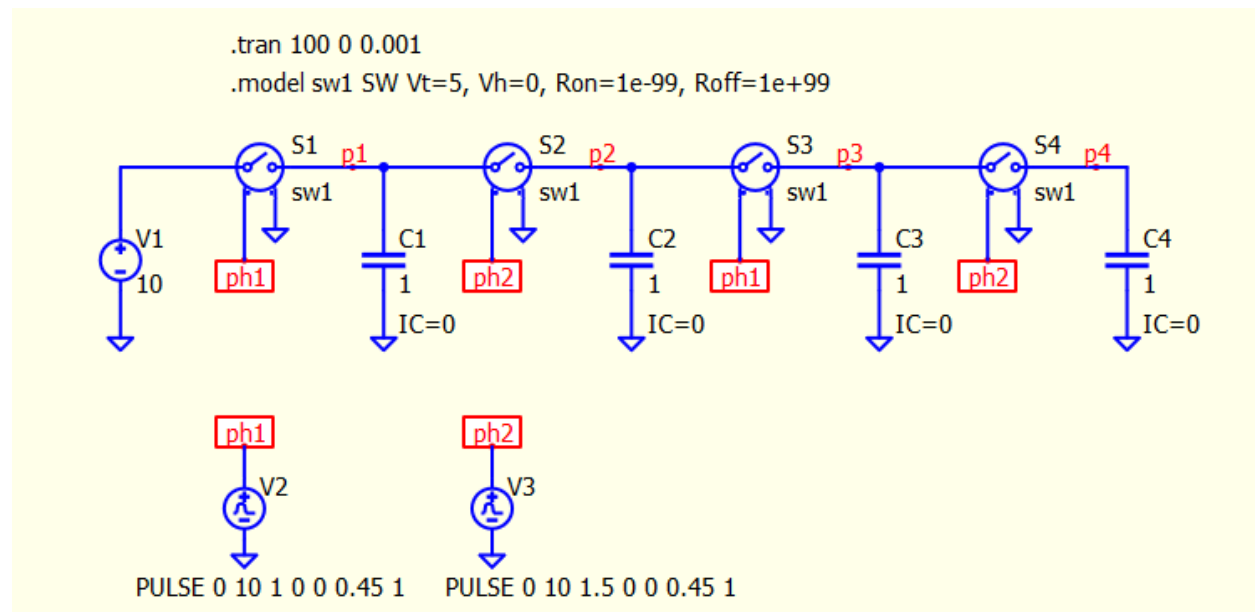 .tran 100 0 0.001
.model sw1 SW Vt=5, Vh=0, Ron=1e-99, Roff=1e+99
S1
p1
S2
p2
S3
p3
S4
p4
sw1
sw1
sw1
sw1
V1
C1
C2
C3
C4
10
ph1
1
ph2
1
ph1
1
ph2
1
IC=0
IC=0
IC=0
IC=0
ph1
ph2
V2
V3
PULSE 0 10 1 0 0 0.45 1
PULSE 0 10 1.5 0 0 0.45 1